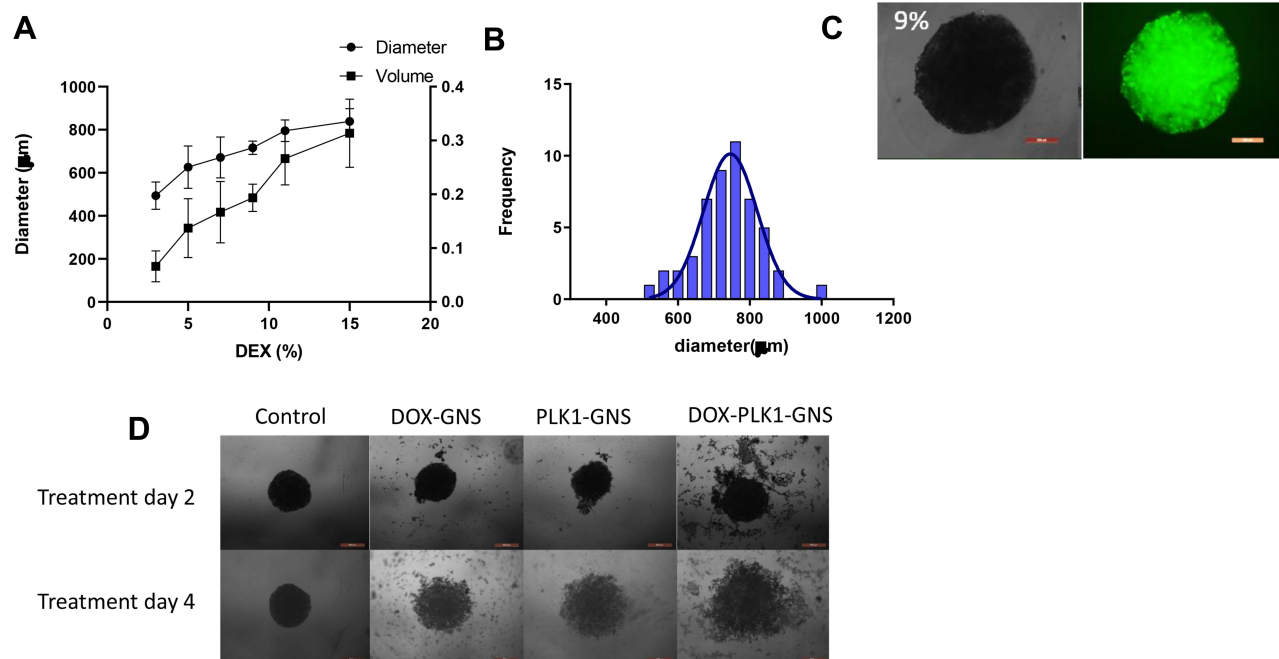 A
Diameter
Volume
1000
800
600
400
200
0
0.4
0.3
0.2
0.1
0.0
0
5
10
15
20
Diameter (μm)
DEX (%)
B
15
10
5
0
400
600
800
1000
1200
Frequency
diameter(μm)
C
9%
D
Control
DOX-GNS
PLK1-GNS
DOX-PLK1-GNS
Treatment day 2
Treatment day 4